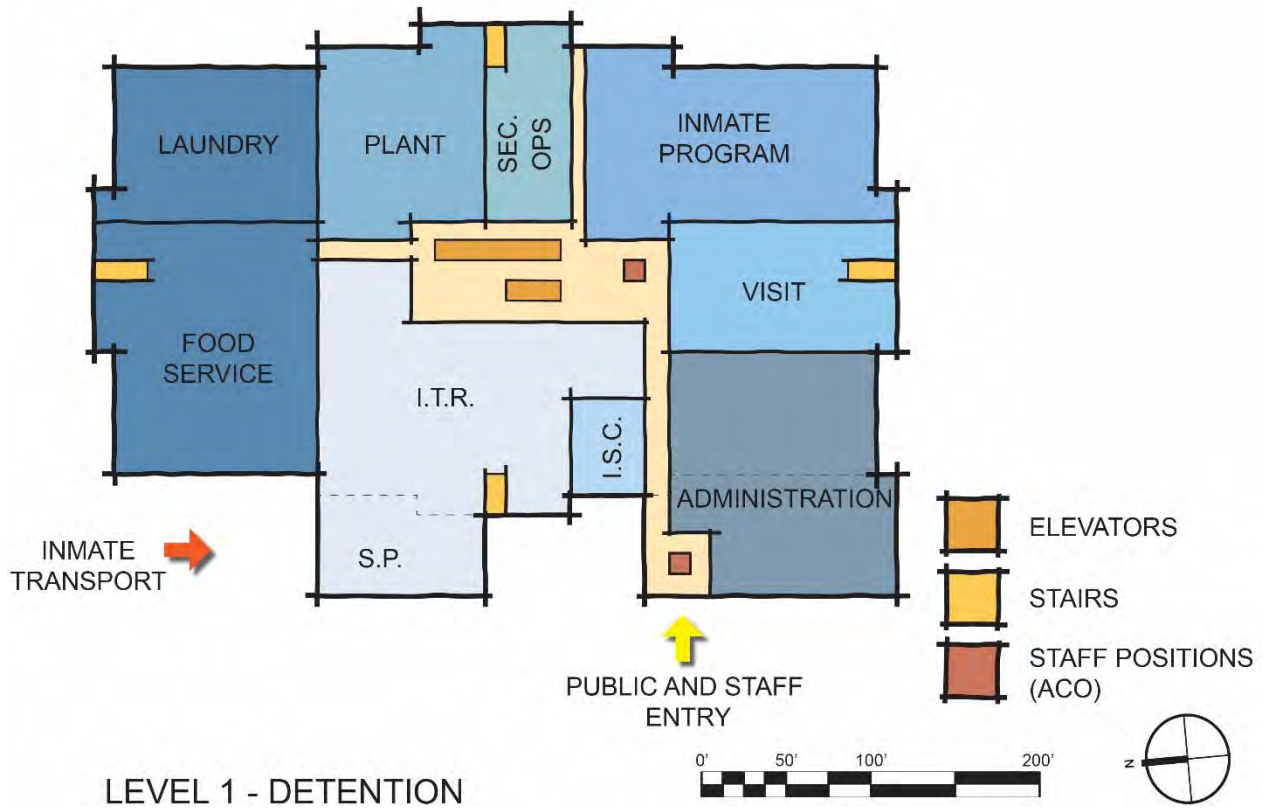 LAUNDRY
PLANT
SEC.
OPS
INMATE
PROGRAM
VISIT
FOOD
SERVICE
I.T.R.
I.S.C.
ADMINISTRATION
S.P.
INMATE
TRANSPORT
PUBLIC AND STAFF
ENTRY
ELEVATORS
STAIRS
STAFF POSITIONS
(ACO)
0' 50' 100' 200'
N
LEVEL 1 - DETENTION